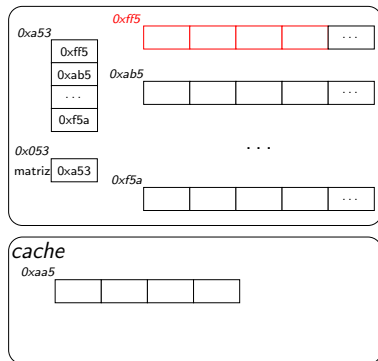 0xff5
0xa53
0xff5 ...
0xab5
0xab5 ...
...
0xf5a
0x053
...
matriz 0xa53
0xf5a
...
cache
0xaa5